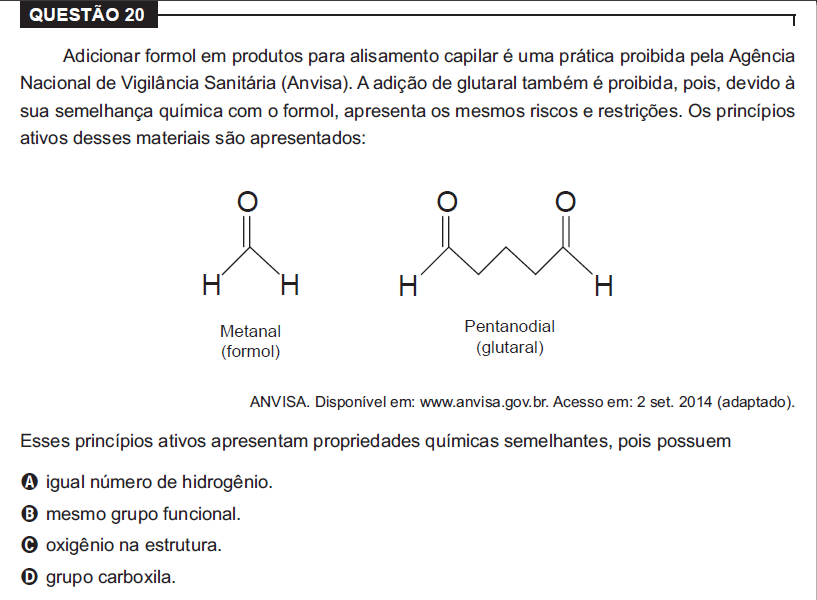 QUESTÃO 20
Adicionar formol em produtos para alisamento capilar é uma prática proibida pela Agência
Nacional de Vigilância Sanitária (Anvisa). A adição de glutaral também é proibida, pois, devido à
sua semelhança química com o formol, apresenta os mesmos riscos e restrições. Os princípios
ativos desses materiais são apresentados:
O O O
H H H H
Metanal
(formol)
Pentanodial
(glutaral)
ANVISA. Disponível em: www.anvisa.gov.br. Acesso em: 2 set. 2014 (adaptado).
Esses princípios ativos apresentam propriedades químicas semelhantes, pois possuem
A igual número de hidrogênio.
B mesmo grupo funcional.
C oxigênio na estrutura.
D grupo carboxila.